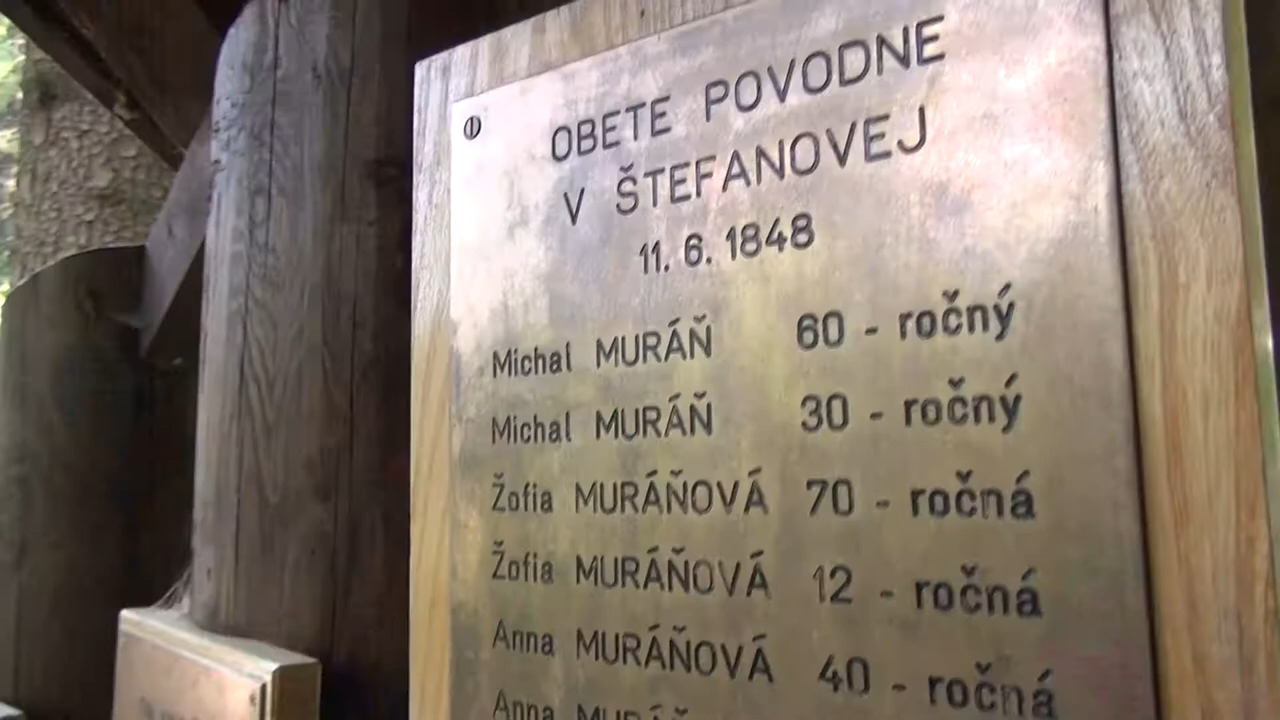 OBETE POVODNE
V ŠTEFANOVEJ
11. 6. 1848
Michal MURÁŇ 60 - ročný
Michal MURÁŇ 30 - ročný
Žofia MURÁŇOVÁ 70 - ročná
Žofia MURÁŇOVÁ 12 - ročná
Anna MURÁŇOVÁ 40 - ročná
Anna